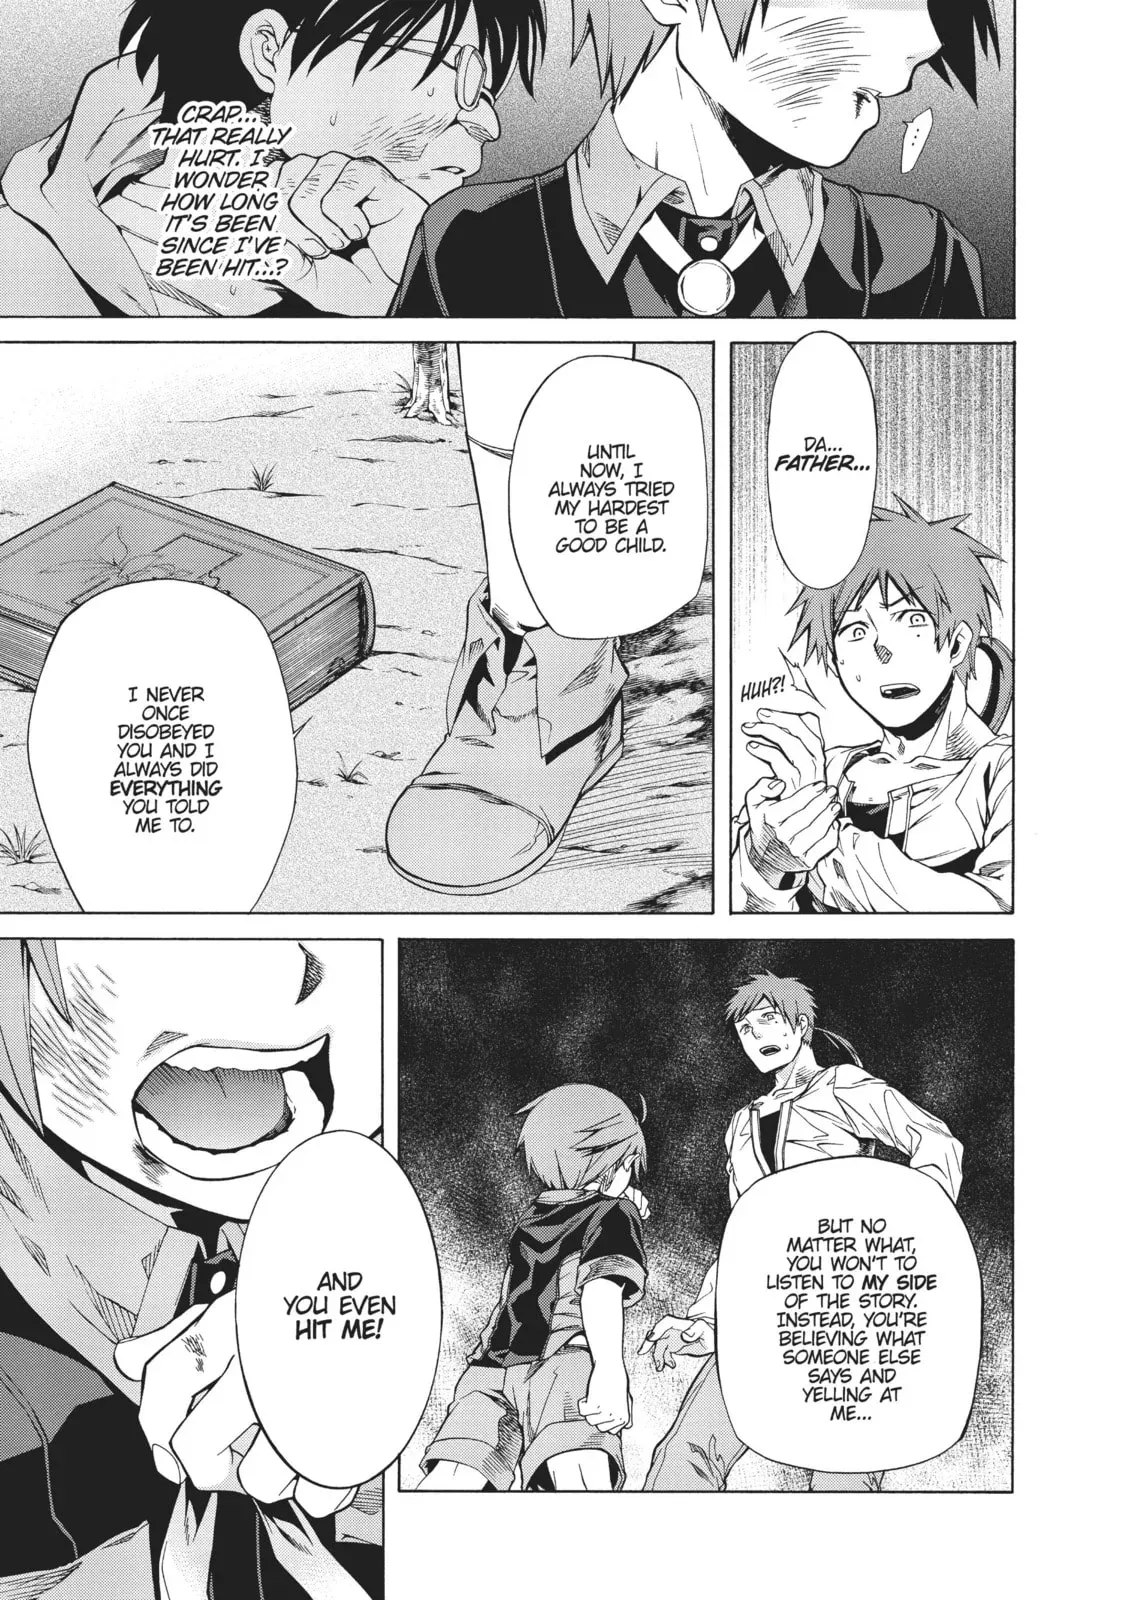 ...
CRAP...
THAT REALLY
HURT. I
WONDER
HOW LONG
IT'S BEEN
SINCE I'VE
BEEN HIT...?
DA...
FATHER...
HUH?!
UNTIL
NOW, I
ALWAYS TRIED
MY HARDEST
TO BE A
GOOD CHILD.
I NEVER
ONCE
DISOBEYED
YOU AND I
ALWAYS DID
EVERYTHING
YOU TOLD
ME TO.
BUT NO
MATTER WHAT,
YOU WON'T TO
LISTEN TO MY SIDE
OF THE STORY.
INSTEAD, YOU'RE
BELIEVING WHAT
SOMEONE ELSE
SAYS AND
YELLING AT
ME...
AND
YOU EVEN
HIT ME!